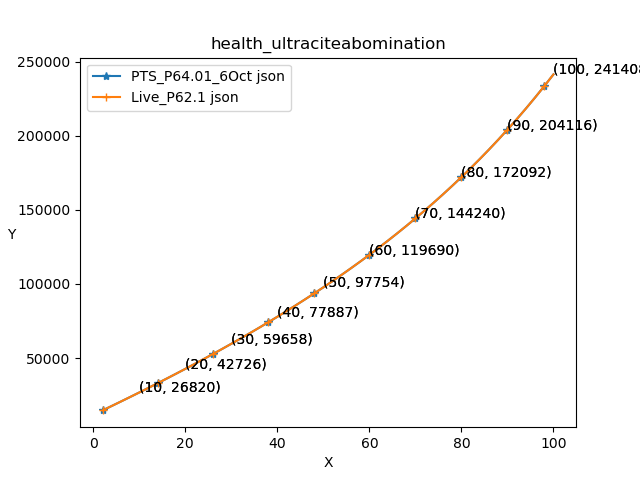 health_ultraciteabomination
PTS_P64.01_6Oct json
Live_P62.1 json
250000
200000
150000
100000
50000
Y
(100, 241408
(90, 204116)
(80, 172092)
(70, 144240)
(60, 119690)
(50, 97754)
(40, 77887)
(30, 59658)
(20, 42726)
(10, 26820)
0 20 40 60 80 100
X